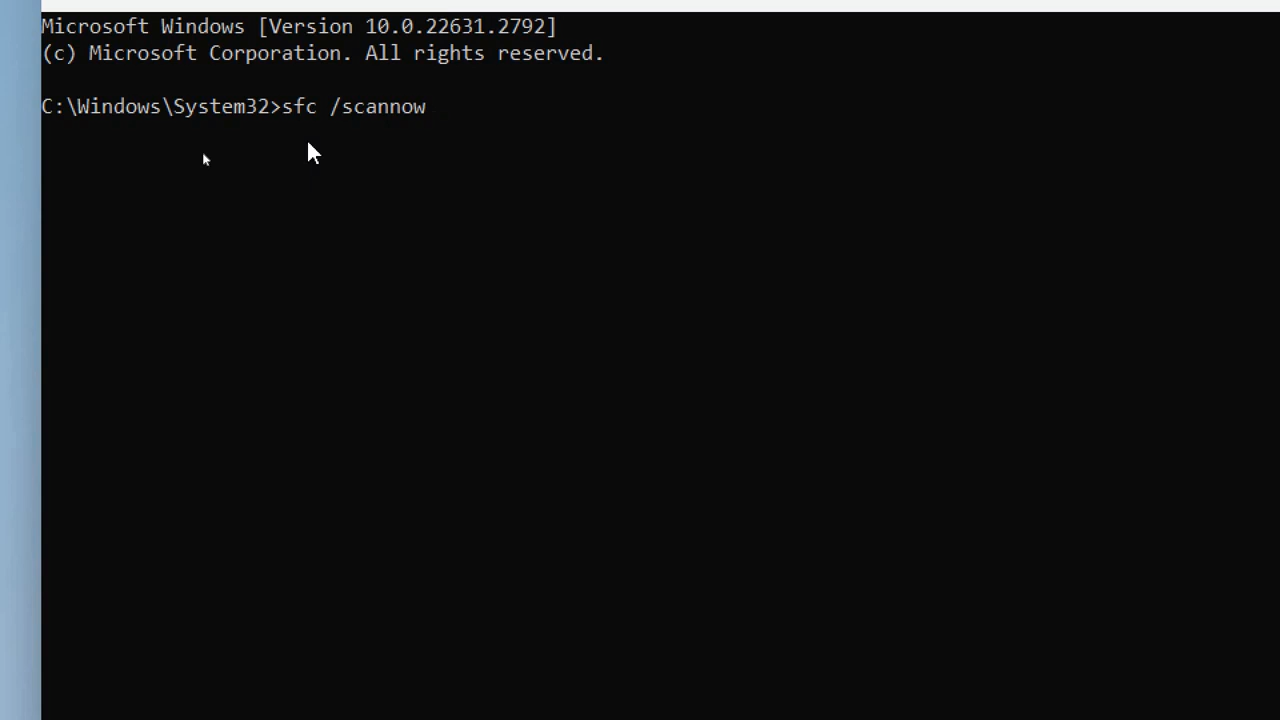 Microsoft Windows [Version 10.0.22631.2792]
(c) Microsoft Corporation. All rights reserved.
C:\Windows\System32>sfc /scannow